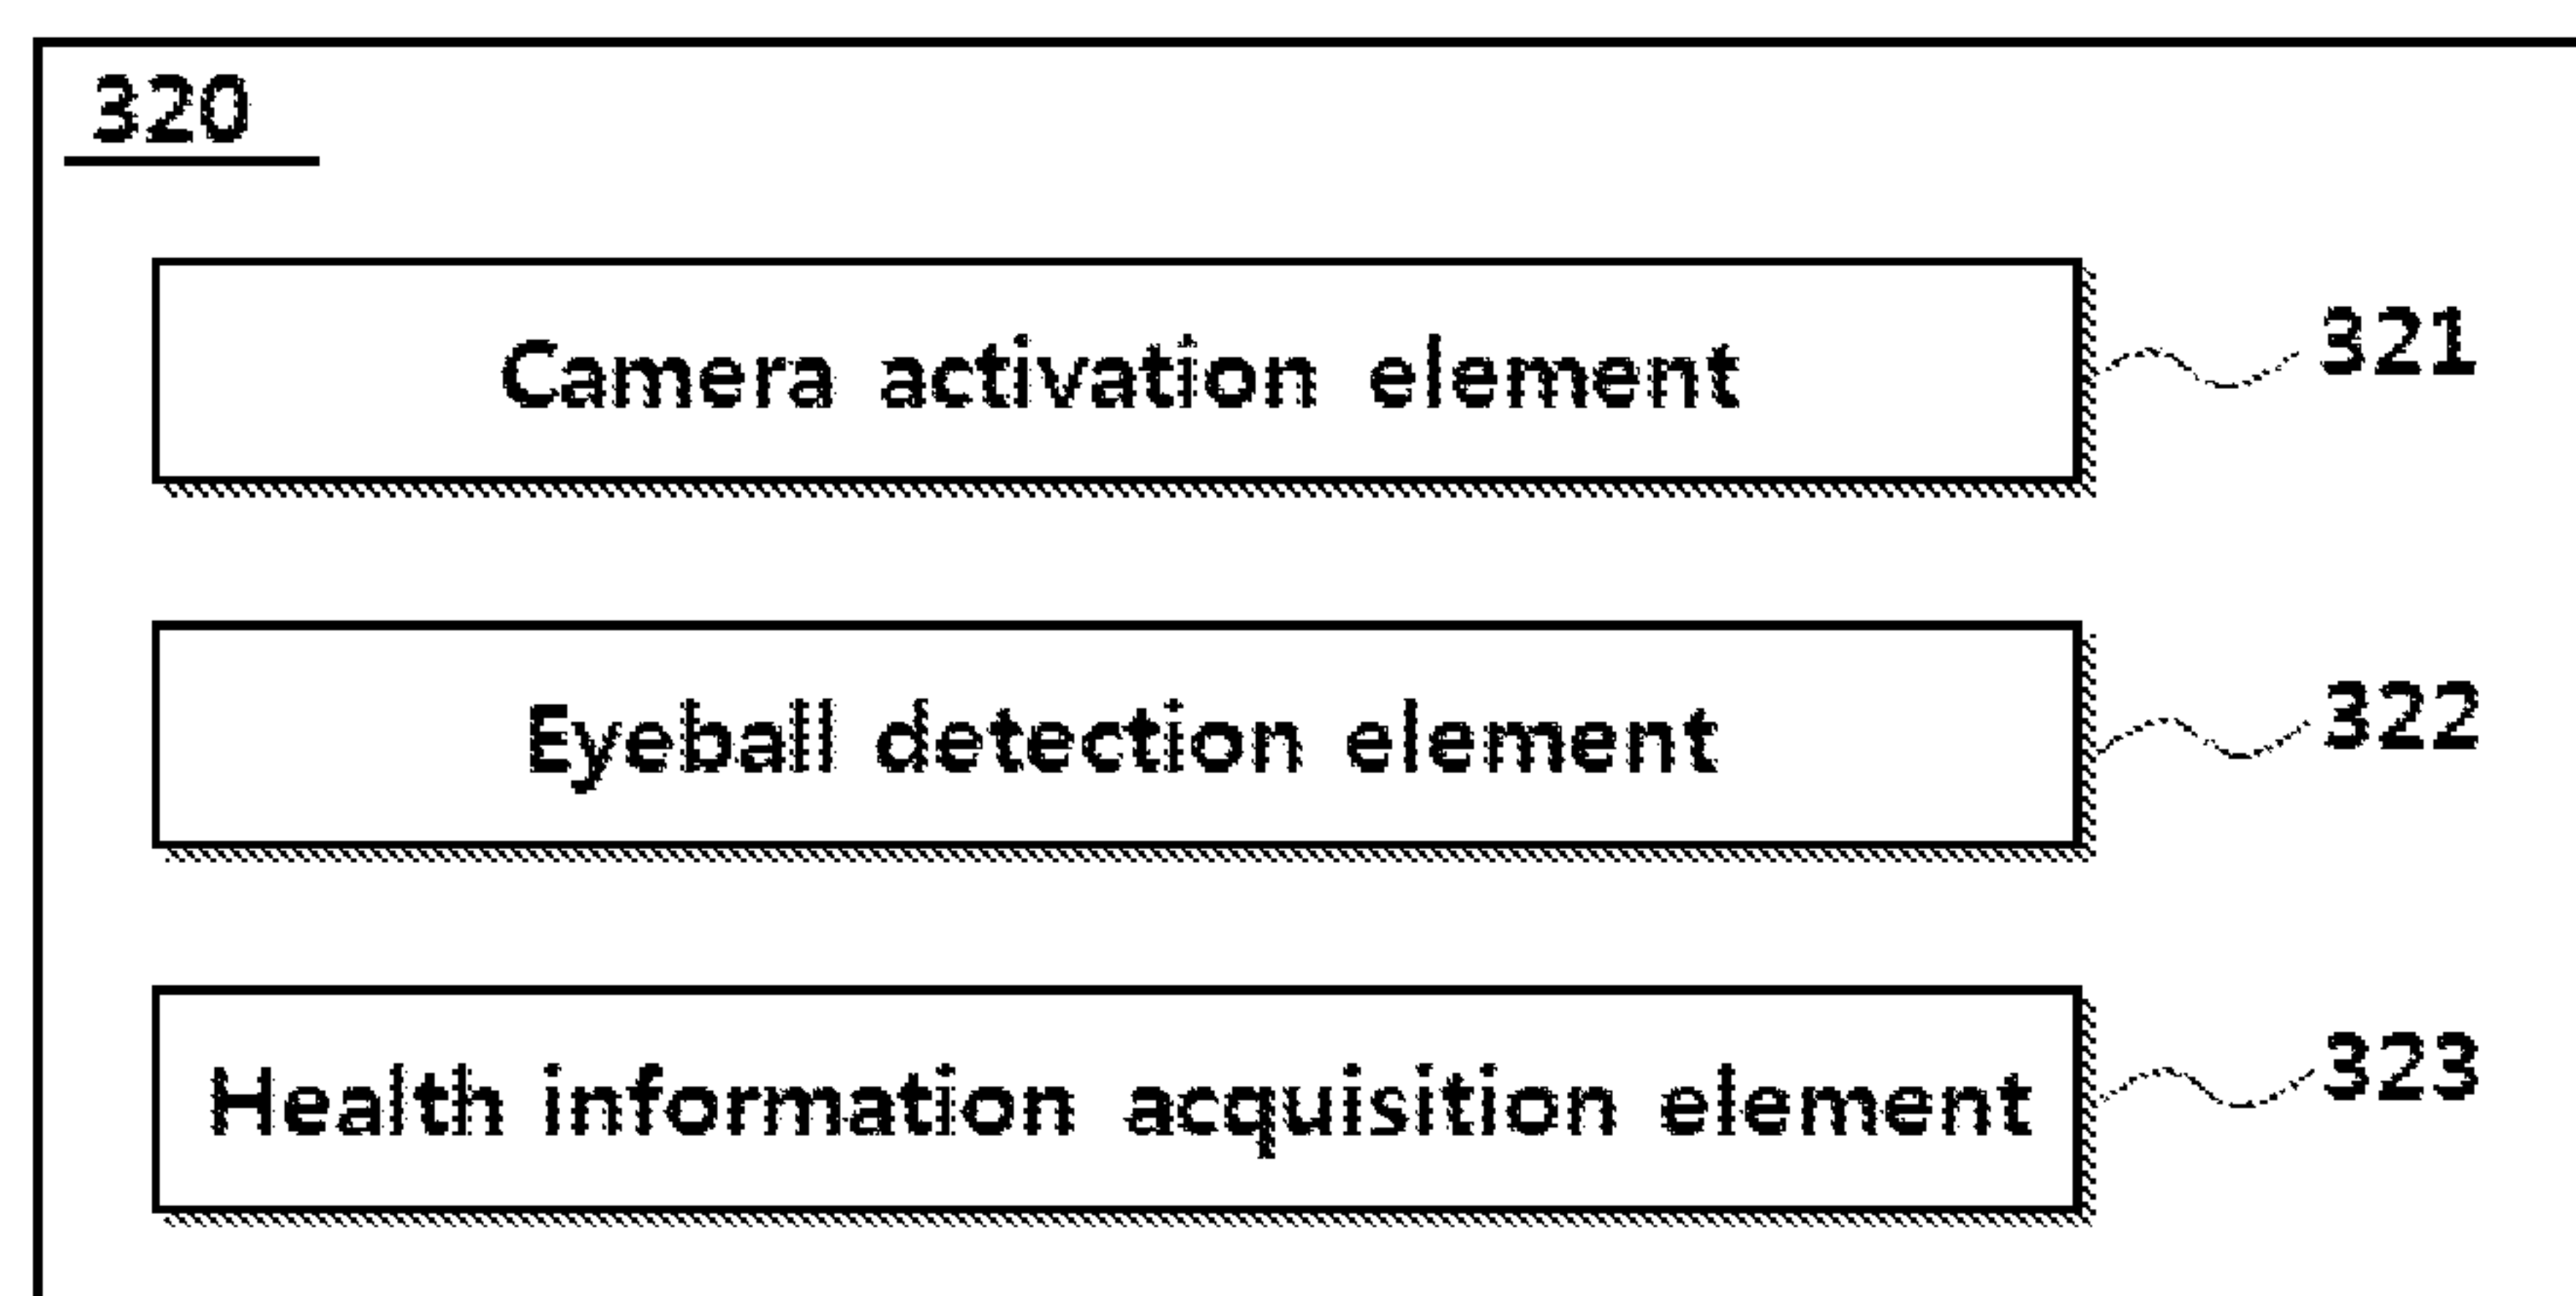 320
Camera activation element 321
Eyeball detection element 322
Health information acquisition element 323